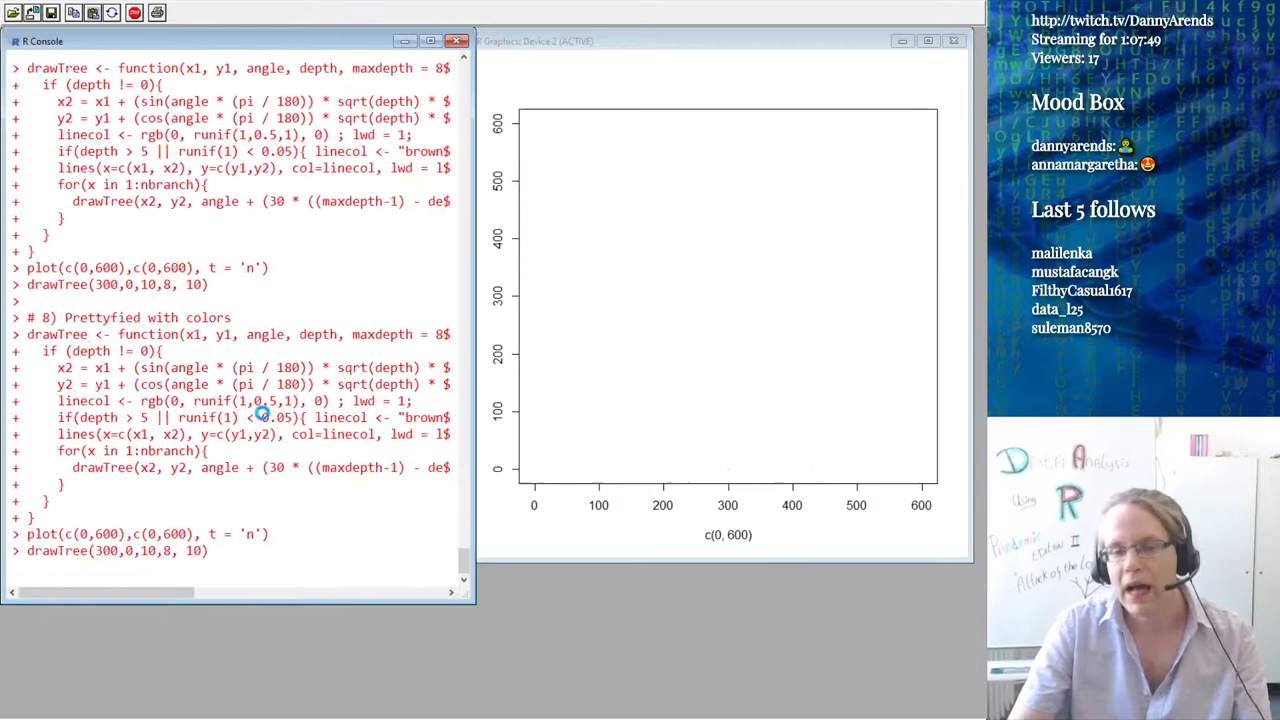 R Console
> drawTree <- function(x1, y1, angle, depth, maxdepth = 8$
+ if (depth != 0){
+ x2 = x1 + (sin(angle * (pi / 180)) * sqrt(depth) * $
+ y2 = y1 + (cos(angle * (pi / 180)) * sqrt(depth) * $
+ linecol <- rgb(0, runif(1,0.5,1), 0) ; lwd = 1;
+ if(depth > 5 || runif(1) < 0.05){ linecol <- "brown$
+ lines(x=c(x1, x2), y=c(y1,y2), col=linecol, lwd = l$
+ for(x in 1:nbranch){
+ drawTree(x2, y2, angle + (30 * ((maxdepth-1) - de$
+ }
+ }
+ }
> plot(c(0,600),c(0,600), t = 'n')
> drawTree(300,0,10,8, 10)
>
> # 8) Prettyfied with colors
> drawTree <- function(x1, y1, angle, depth, maxdepth = 8$
+ if (depth != 0){
+ x2 = x1 + (sin(angle * (pi / 180)) * sqrt(depth) * $
+ y2 = y1 + (cos(angle * (pi / 180)) * sqrt(depth) * $
+ linecol <- rgb(0, runif(1,0.5,1), 0) ; lwd = 1;
+ if(depth > 5 || runif(1) < 0.05){ linecol <- "brown$
+ lines(x=c(x1, x2), y=c(y1,y2), col=linecol, lwd = l$
+ for(x in 1:nbranch){
+ drawTree(x2, y2, angle + (30 * ((maxdepth-1) - de$
+ }
+ }
+ }
> plot(c(0,600),c(0,600), t = 'n')
> drawTree(300,0,10,8, 10)
R Graphics: Device 2 (ACTIVE)
600
500
400
300
200
100
0
0 100 200 300 400 500 600
c(0, 600)
http://twitch.tv/DannyArends
Streaming for 1:07:49
Viewers: 17
Mood Box
dannyarends:
annamargaretha:
Last 5 follows
malilenka
mustafacangk
FilthyCasual1617
data_l25
suleman8570
Data Analysis
Using R
Pandemic
Edition II
"Attack of the